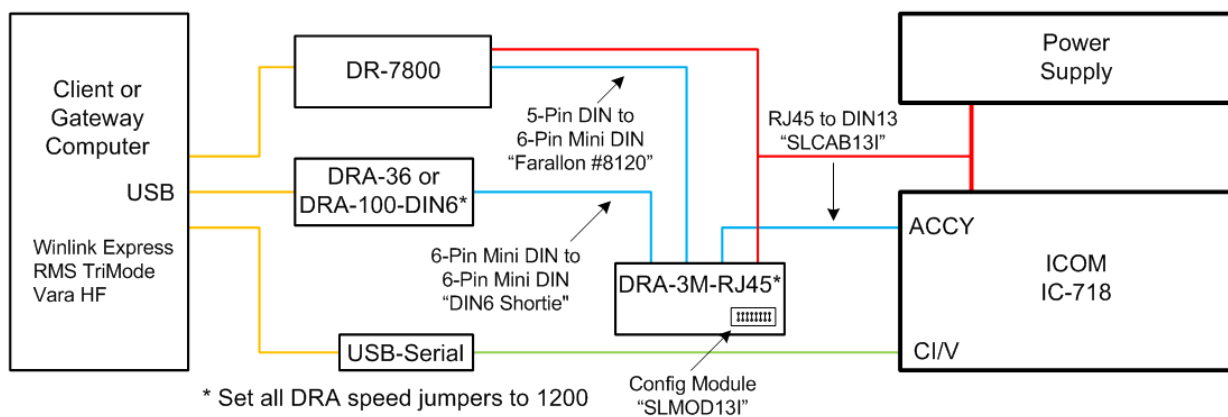 Client or
Gateway
Computer
USB
Winlink Express
RMS TriMode
Vara HF
DR-7800
5-Pin DIN to
6-Pin Mini DIN
“Farallon #8120”
DRA-36 or
DRA-100-DIN6*
6-Pin Mini DIN to
6-Pin Mini DIN
“DIN6 Shortie"
USB-Serial
* Set all DRA speed jumpers to 1200
DRA-3M-RJ45*
Config Module
“SLMOD13I”
RJ45 to DIN13
“SLCAB13I”
Power
Supply
ACCY
ICOM
IC-718
CI/V